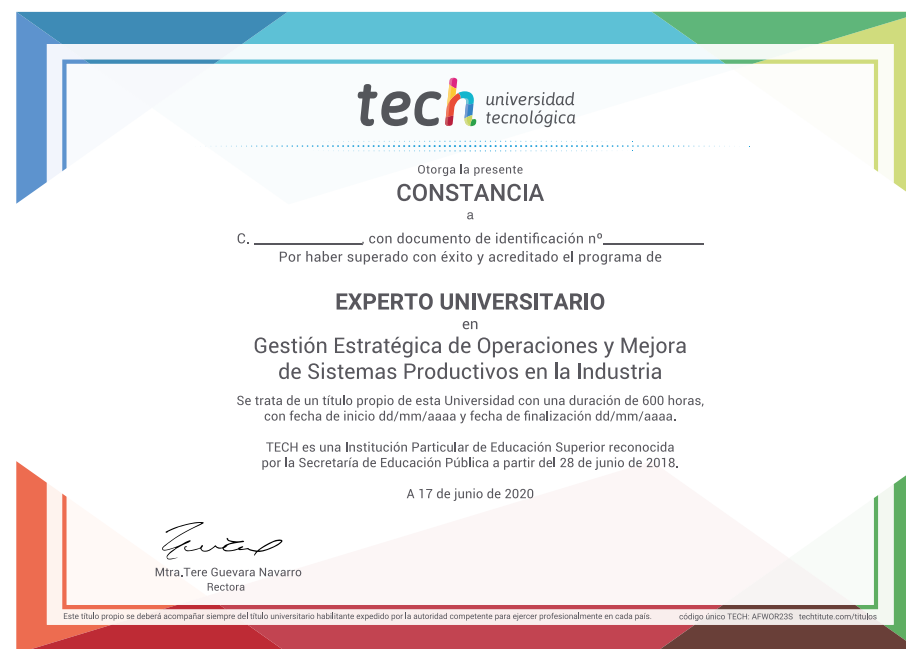 tech universidad
tecnológica
Otorga la presente
CONSTANCIA
a
C. ____________, con documento de identificación nº____________
Por haber superado con éxito y acreditado el programa de
EXPERTO UNIVERSITARIO
en
Gestión Estratégica de Operaciones y Mejora
de Sistemas Productivos en la Industria
Se trata de un título propio de esta Universidad con una duración de 600 horas,
con fecha de inicio dd/mm/aaaa y fecha de finalización dd/mm/aaaa.
TECH es una Institución Particular de Educación Superior reconocida
por la Secretaría de Educación Pública a partir del 28 de junio de 2018.
A 17 de junio de 2020
Mtra.Tere Guevara Navarro
Rectora
Este título propio se deberá acompañar siempre del título universitario habilitante expedido por la autoridad competente para ejercer profesionalmente en cada país. código único TECH: AFWOR23S techtitute.com/titulos